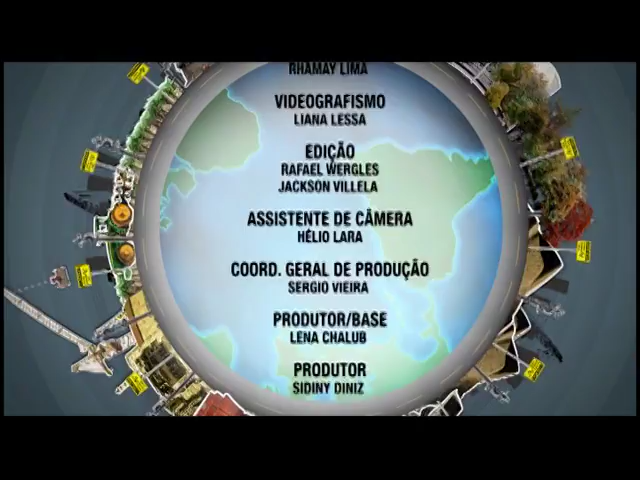 RHAMAY LIMA
VIDEOGRAFISMO
LIANA LESSA
EDIÇÃO
RAFAEL WERGLES
JACKSON VILLELA
ASSISTENTE DE CÂMERA
HÉLIO LARA
COORD. GERAL DE PRODUÇÃO
SERGIO VIEIRA
PRODUTOR/BASE
LENA CHALUB
PRODUTOR
SIDINY DINIZ